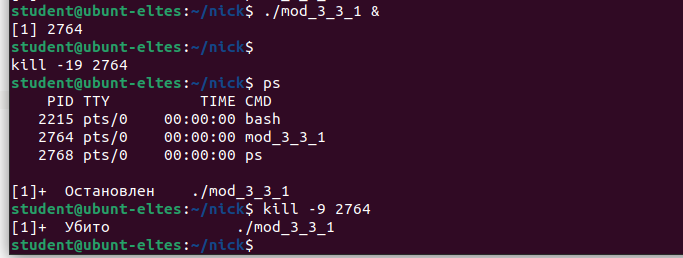 student@ubunt-eltes:~/nick$ ./mod_3_3_1 &
[1] 2764
student@ubunt-eltes:~/nick$
kill -19 2764
student@ubunt-eltes:~/nick$ ps
    PID TTY          TIME CMD
   2215 pts/0    00:00:00 bash
   2764 pts/0    00:00:00 mod_3_3_1
   2768 pts/0    00:00:00 ps
[1]+  Остановлен    ./mod_3_3_1
student@ubunt-eltes:~/nick$ kill -9 2764
[1]+  Убито              ./mod_3_3_1
student@ubunt-eltes:~/nick$